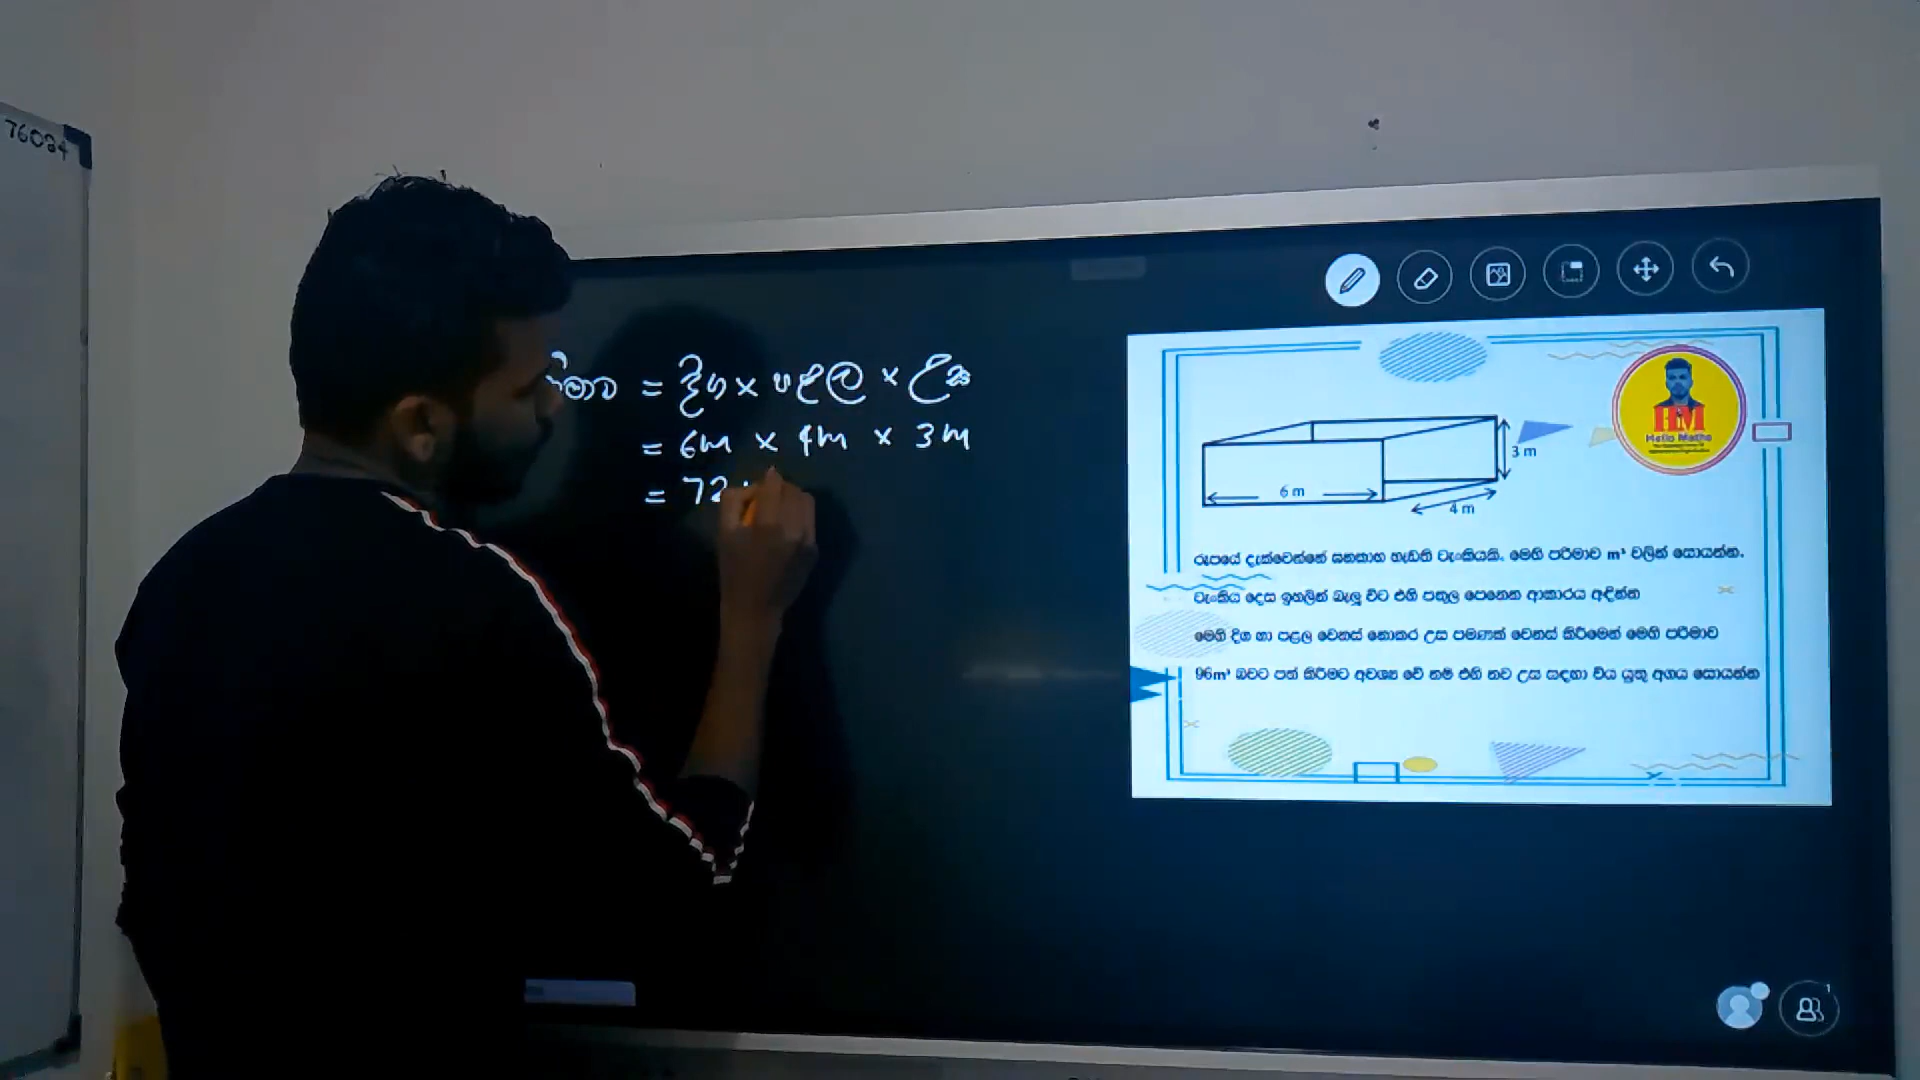 76034
= දිග × පළල × උස
= 6m × 4m × 3m
= 72
HM
Hello Maths
3 m
6 m
4 m
රූපයේ දැක්වෙන්නේ ඝනකාභ හැඩති ටැංකියකි. මෙහි පරිමාව m³ වලින් සොයන්න.
ටැංකිය දෙස ඉහලින් බැලූ විට එහි පතුල පෙනෙන ආකාරය අඳින්න
මෙහි දිග හා පළල වෙනස් නොකර උස පමණක් වෙනස් කිරීමෙන් මෙහි පරිමාව
96m³ බවට පත් කිරීමට අවශ්‍ය වේ නම් එහි නව උස සඳහා විය යුතු අගය සොයන්න